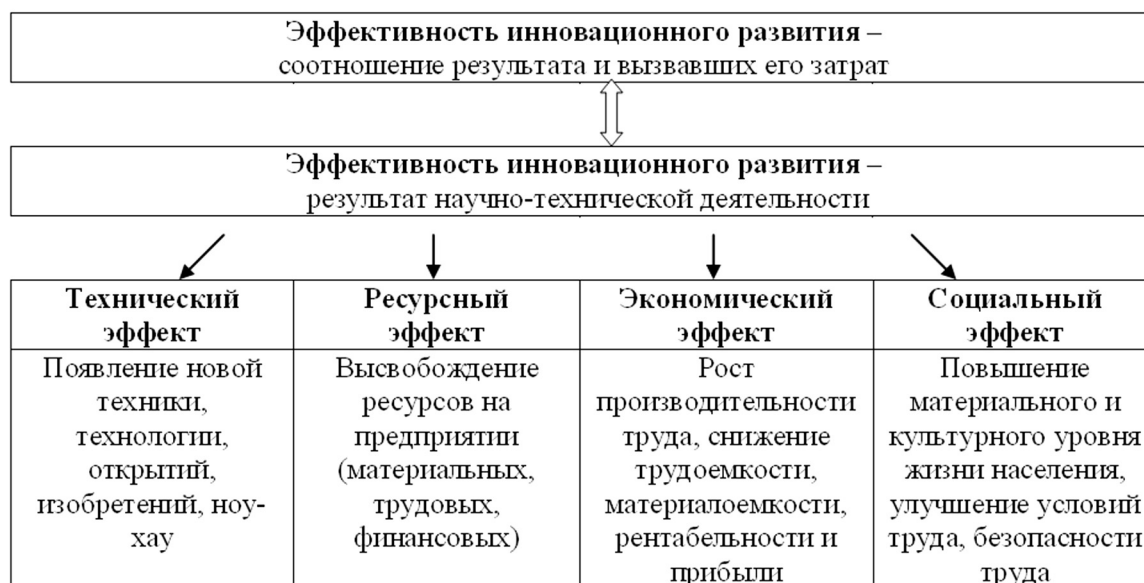 Эффективность инновационного развития –
соотношение результата и вызвавших его затрат
Эффективность инновационного развития –
результат научно-технической деятельности
Технический
эффект
Появление новой
техники,
технологии,
открытий,
изобретений, ноу-
хау
Ресурсный
эффект
Высвобождение
ресурсов на
предприятии
(материальных,
трудовых,
финансовых)
Экономический
эффект
Рост
производительности
труда, снижение
трудоемкости,
материалоемкости,
рентабельности и
прибыли
Социальный
эффект
Повышение
материального и
культурного уровня
жизни населения,
улучшение условий
труда, безопасности
труда